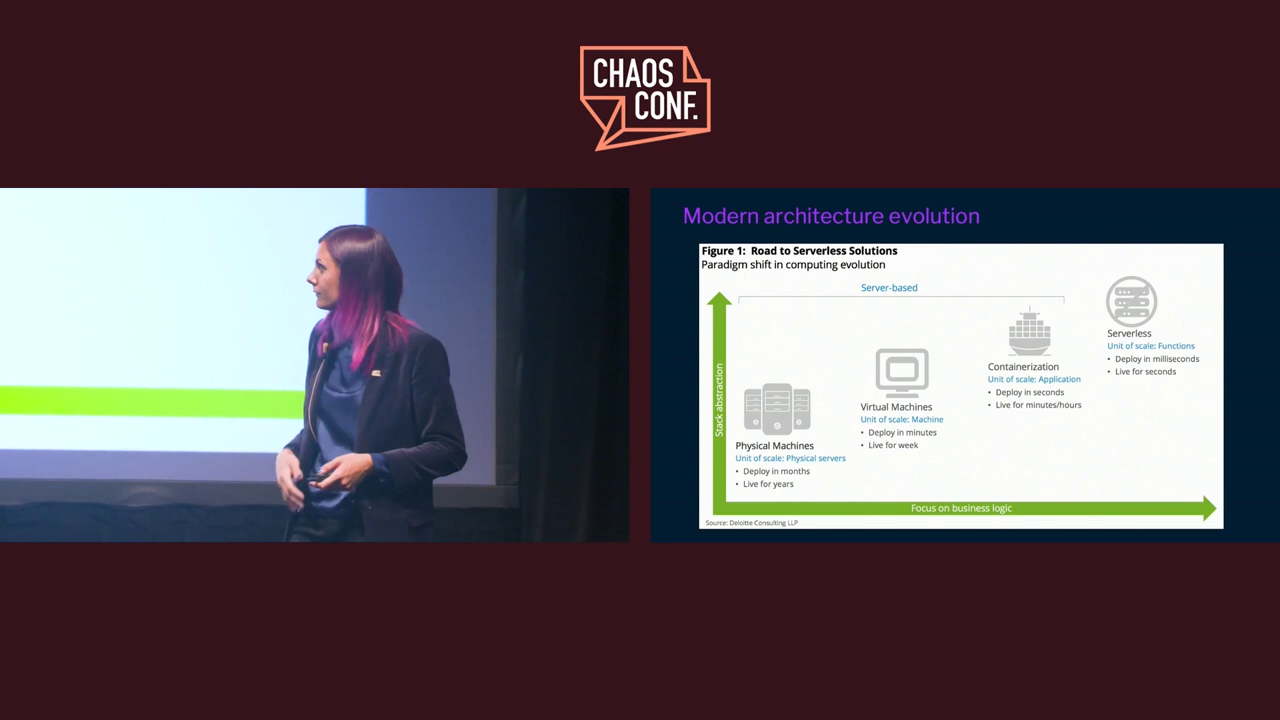 CHAOS
CONF.
Modern architecture evolution
Figure 1: Road to Serverless Solutions
Paradigm shift in computing evolution
Server-based
Stack abstraction
Physical Machines
Unit of scale: Physical servers
• Deploy in months
• Live for years
Virtual Machines
Unit of scale: Machine
• Deploy in minutes
• Live for week
Containerization
Unit of scale: Application
• Deploy in seconds
• Live for minutes/hours
Serverless
Unit of scale: Functions
• Deploy in milliseconds
• Live for seconds
Focus on business logic
Source: Deloitte Consulting LLP